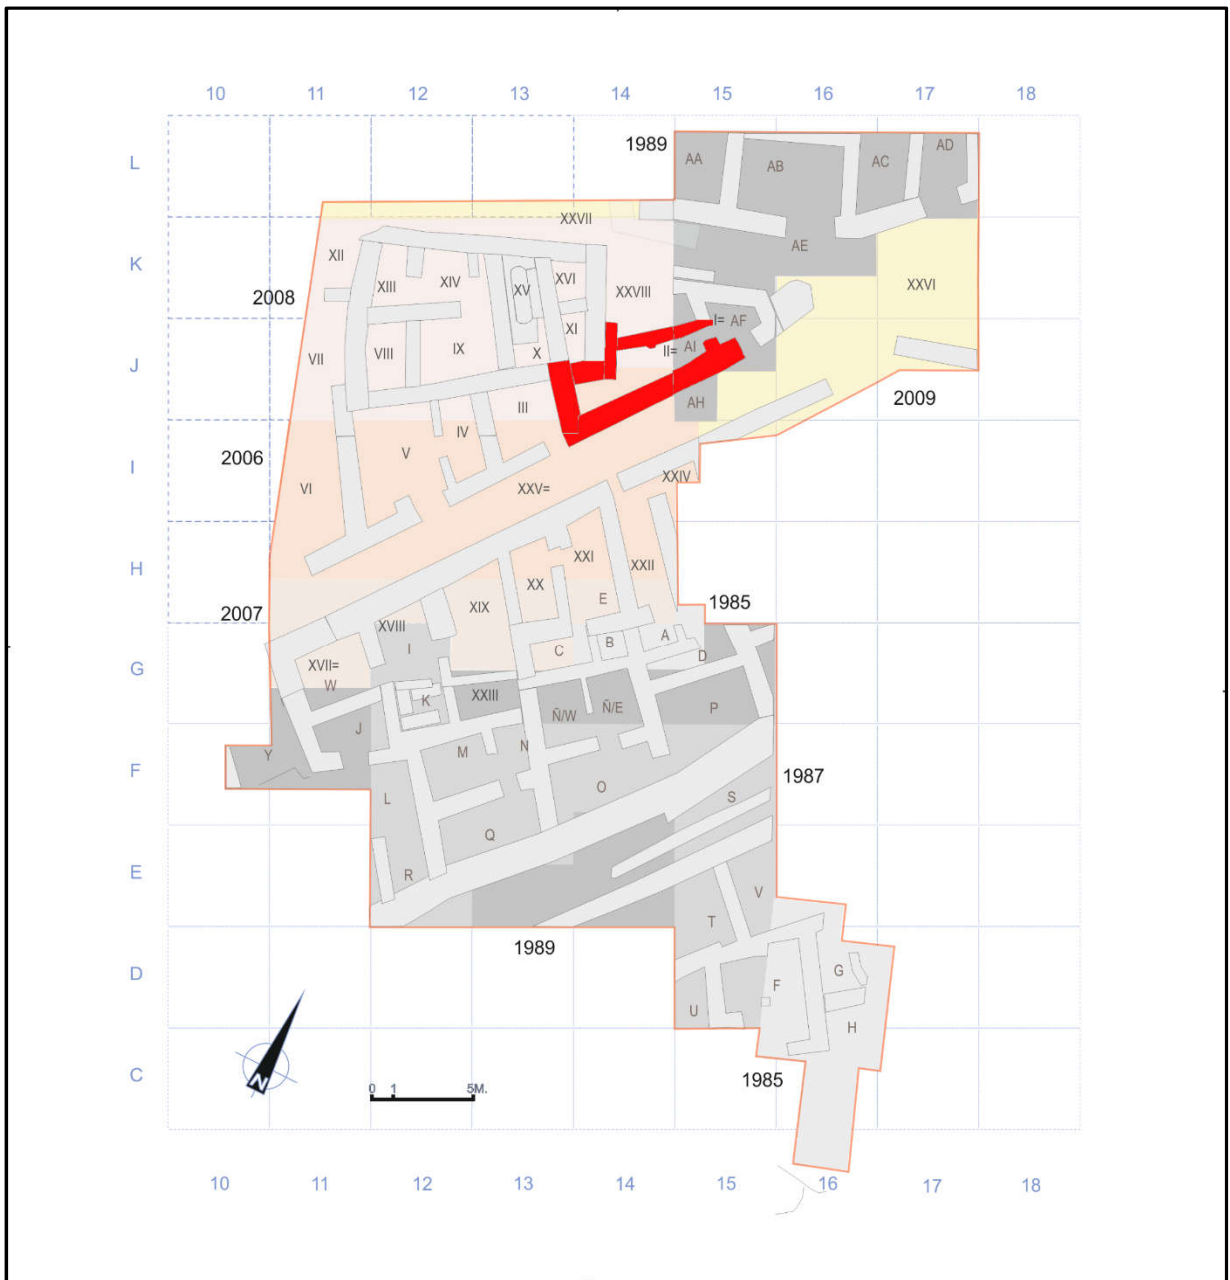 10 11 12 13 14 15 16 17 18
L
1989
AA
AB
AC
AD
XXVII
AE
K
XII
XIII
XIV
XV
XVI
XXVIII
XXVI
2008
XI
I=
AF
J
VII
VIII
IX
X
II=
AI
2009
III
AH
2006
I
IV
V
VI
XXV=
XXIV
H
XXI
XX
XXII
2007
XIX
E
1985
XVIII
I
G
XVII=
W
C
B
A
D
K
XXIII
Ñ/W
Ñ/E
P
J
F
Y
M
N
O
1987
L
S
Q
E
R
V
T
1989
D
F
G
U
H
C
1985
N
0 1 5M.
10 11 12 13 14 15 16 17 18